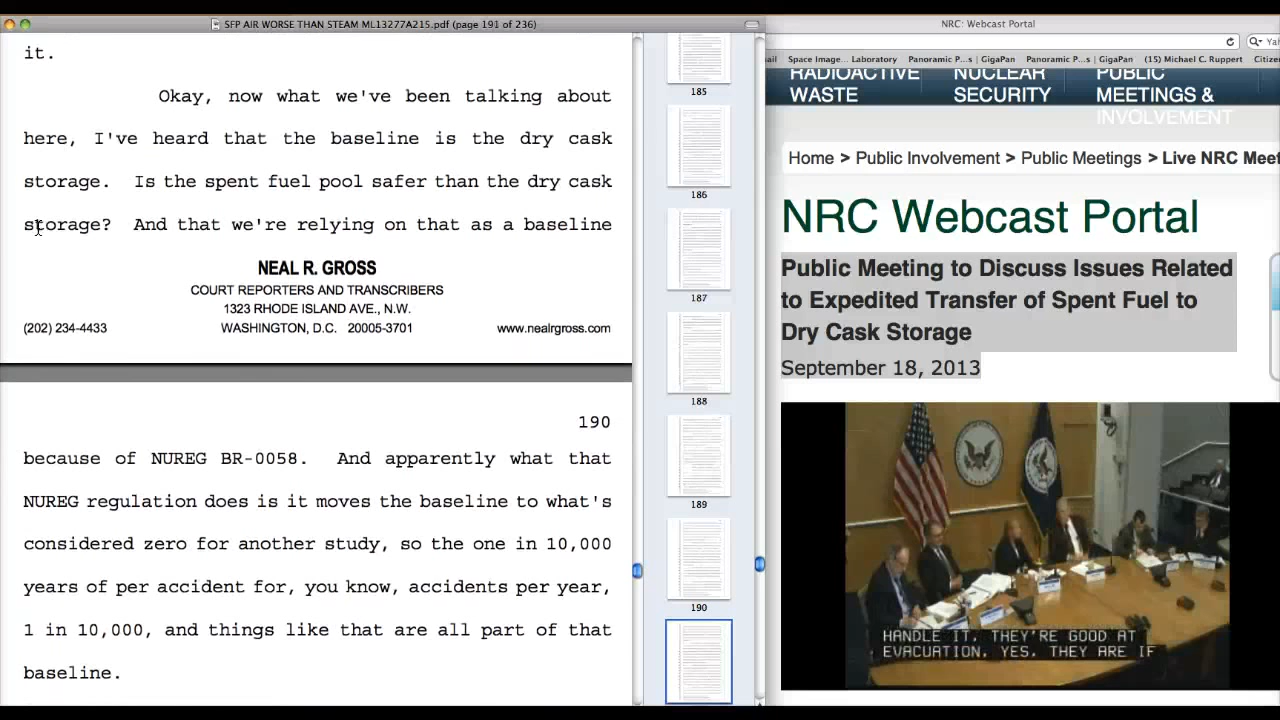 SFP AIR WORSE THAN STEAM ML13277A215.pdf (page 191 of 236)
it.
Okay, now what we've been talking about
here, I've heard that the baseline is the dry cask
storage. Is the spent fuel pool safer than the dry cask
storage? And that we're relying on that as a baseline
NEAL R. GROSS
COURT REPORTERS AND TRANSCRIBERS
1323 RHODE ISLAND AVE., N.W.
(202) 234-4433 WASHINGTON, D.C. 20005-3701 www.nealrgross.com
190
because of NUREG BR-0058. And apparently what that
NUREG regulation does is it moves the baseline to what's
considered zero for another study, so the one in 10,000
years of per accident for, you know, accidents per year,
1 in 10,000, and things like that are all part of that
baseline.
185
186
187
188
189
190
NRC: Webcast Portal
Space Image... Laboratory Panoramic P...s | GigaPan Panoramic P...s | GigaPan (15) Michael C. Ruppert
RADIOACTIVE WASTE
NUCLEAR SECURITY
PUBLIC MEETINGS & INVOLVEMENT
Home > Public Involvement > Public Meetings > Live NRC Mee
NRC Webcast Portal
Public Meeting to Discuss Issues Related
to Expedited Transfer of Spent Fuel to
Dry Cask Storage
September 18, 2013
HANDLE IT. THEY'RE GOOD AT
EVACUATION. YES. THEY ARE IF